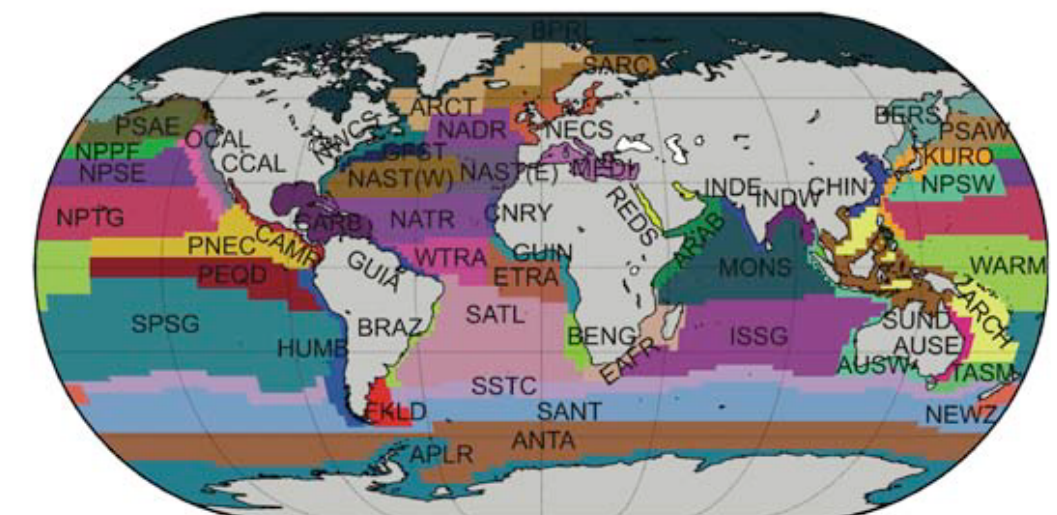 BPRL
SARC
ARCT
BERS
PSAE
NADR
NECS
PSAW
OCAL
NWCS
NPPF
CCAL
GFST
KURO
NPSE
NAST(W)
NAST(E)
MEDI
NPSW
INDE
INDW
CHIN
NPTG
CARB
NATR
CNRY
REDS
ARAB
PNEC
CAMR
GUIA
WTRA
GUIN
MONS
WARM
PEQD
ETRA
SPSG
BRAZ
SATL
BENG
EAFR
ISSG
SUND
ARCH
HUMB
AUSE
AUSW
TASM
SSTC
FKLD
SANT
NEWZ
ANTA
APLR